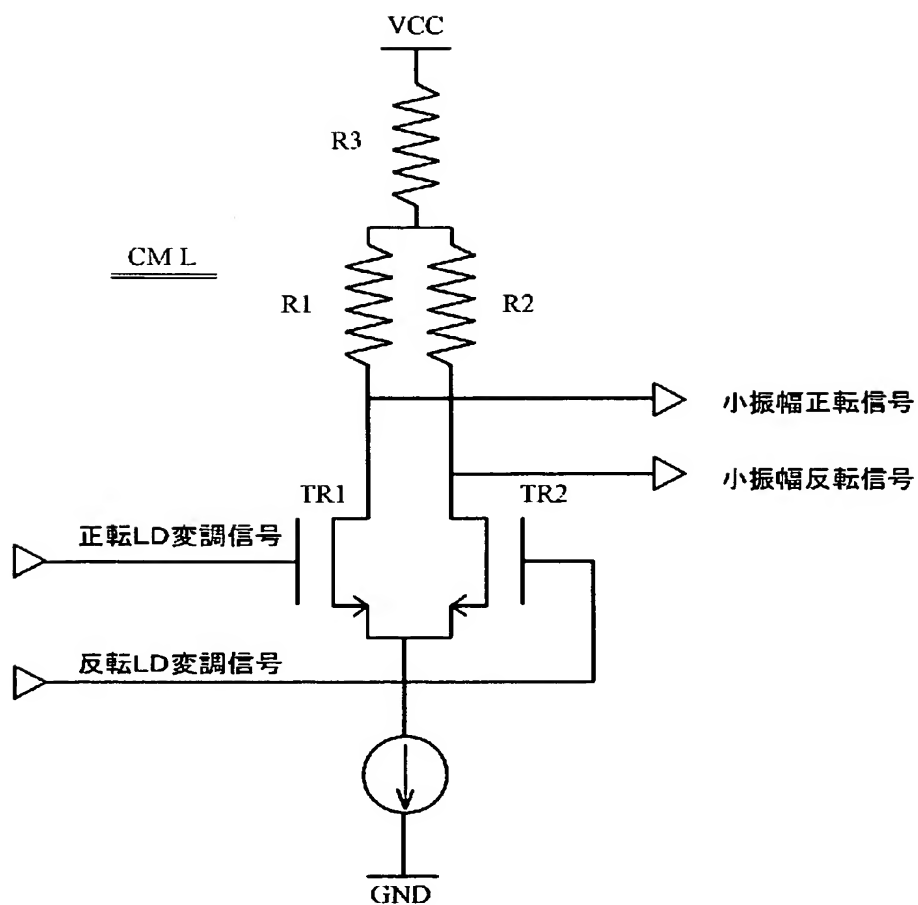 VCC
R3
CM L
R1
R2
小振幅正転信号
小振幅反転信号
TR1
TR2
正転LD変調信号
反転LD変調信号
GND